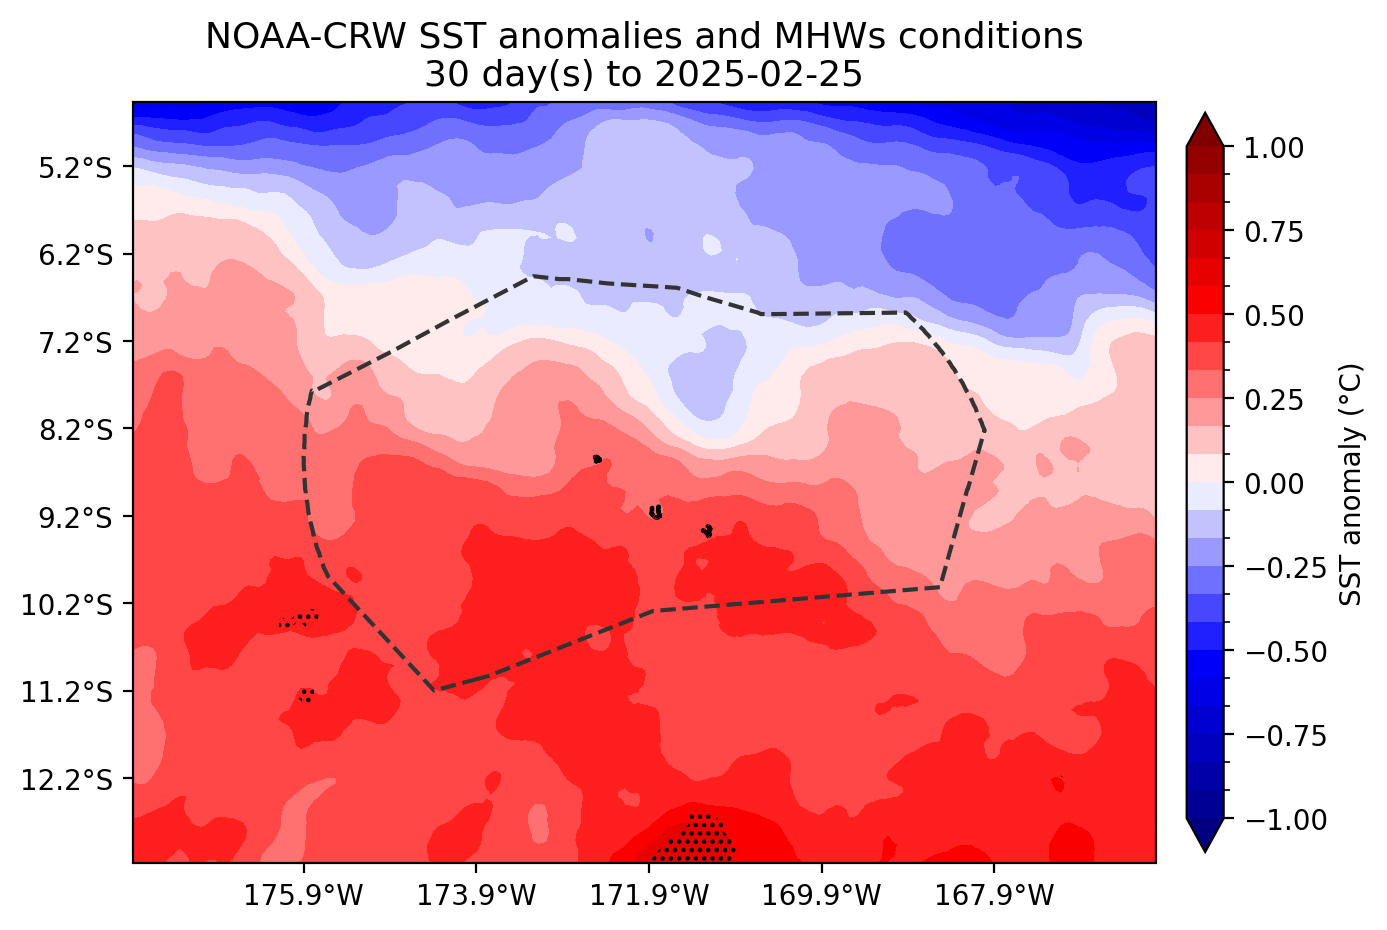 NOAA-CRW SST anomalies and MHWs conditions
30 day(s) to 2025-02-25
5.2°S
6.2°S
7.2°S
8.2°S
9.2°S
10.2°S
11.2°S
12.2°S
175.9°W
173.9°W
171.9°W
169.9°W
167.9°W
1.00
0.75
0.50
0.25
0.00
−0.25
−0.50
−0.75
−1.00
SST anomaly (°C)